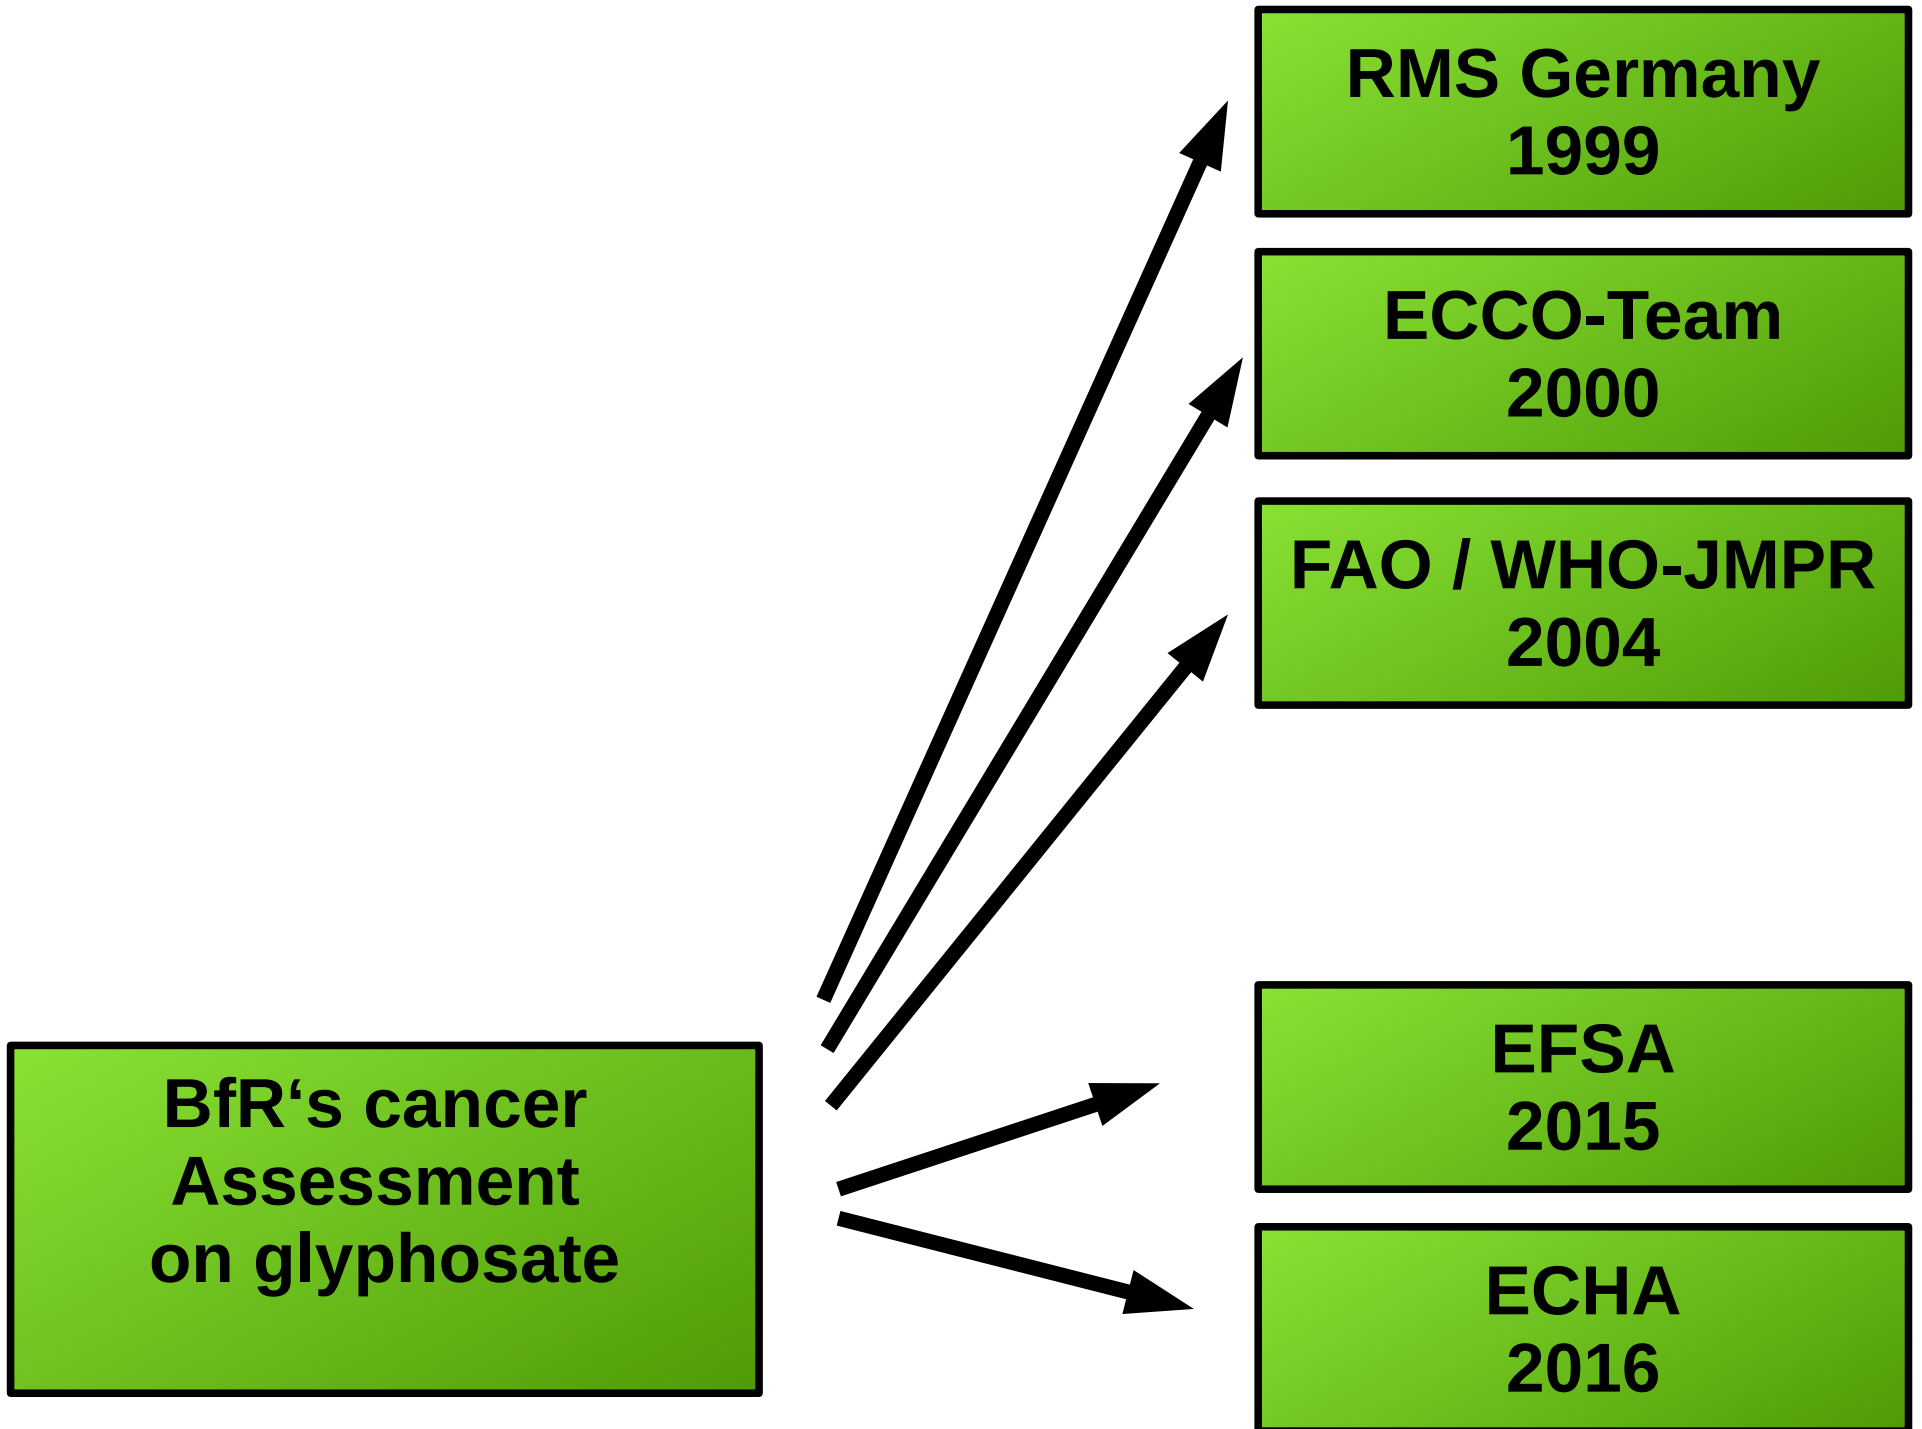 RMS Germany
1999
ECCO-Team
2000
FAO / WHO-JMPR
2004
BfR‘s cancer
Assessment
on glyphosate
EFSA
2015
ECHA
2016